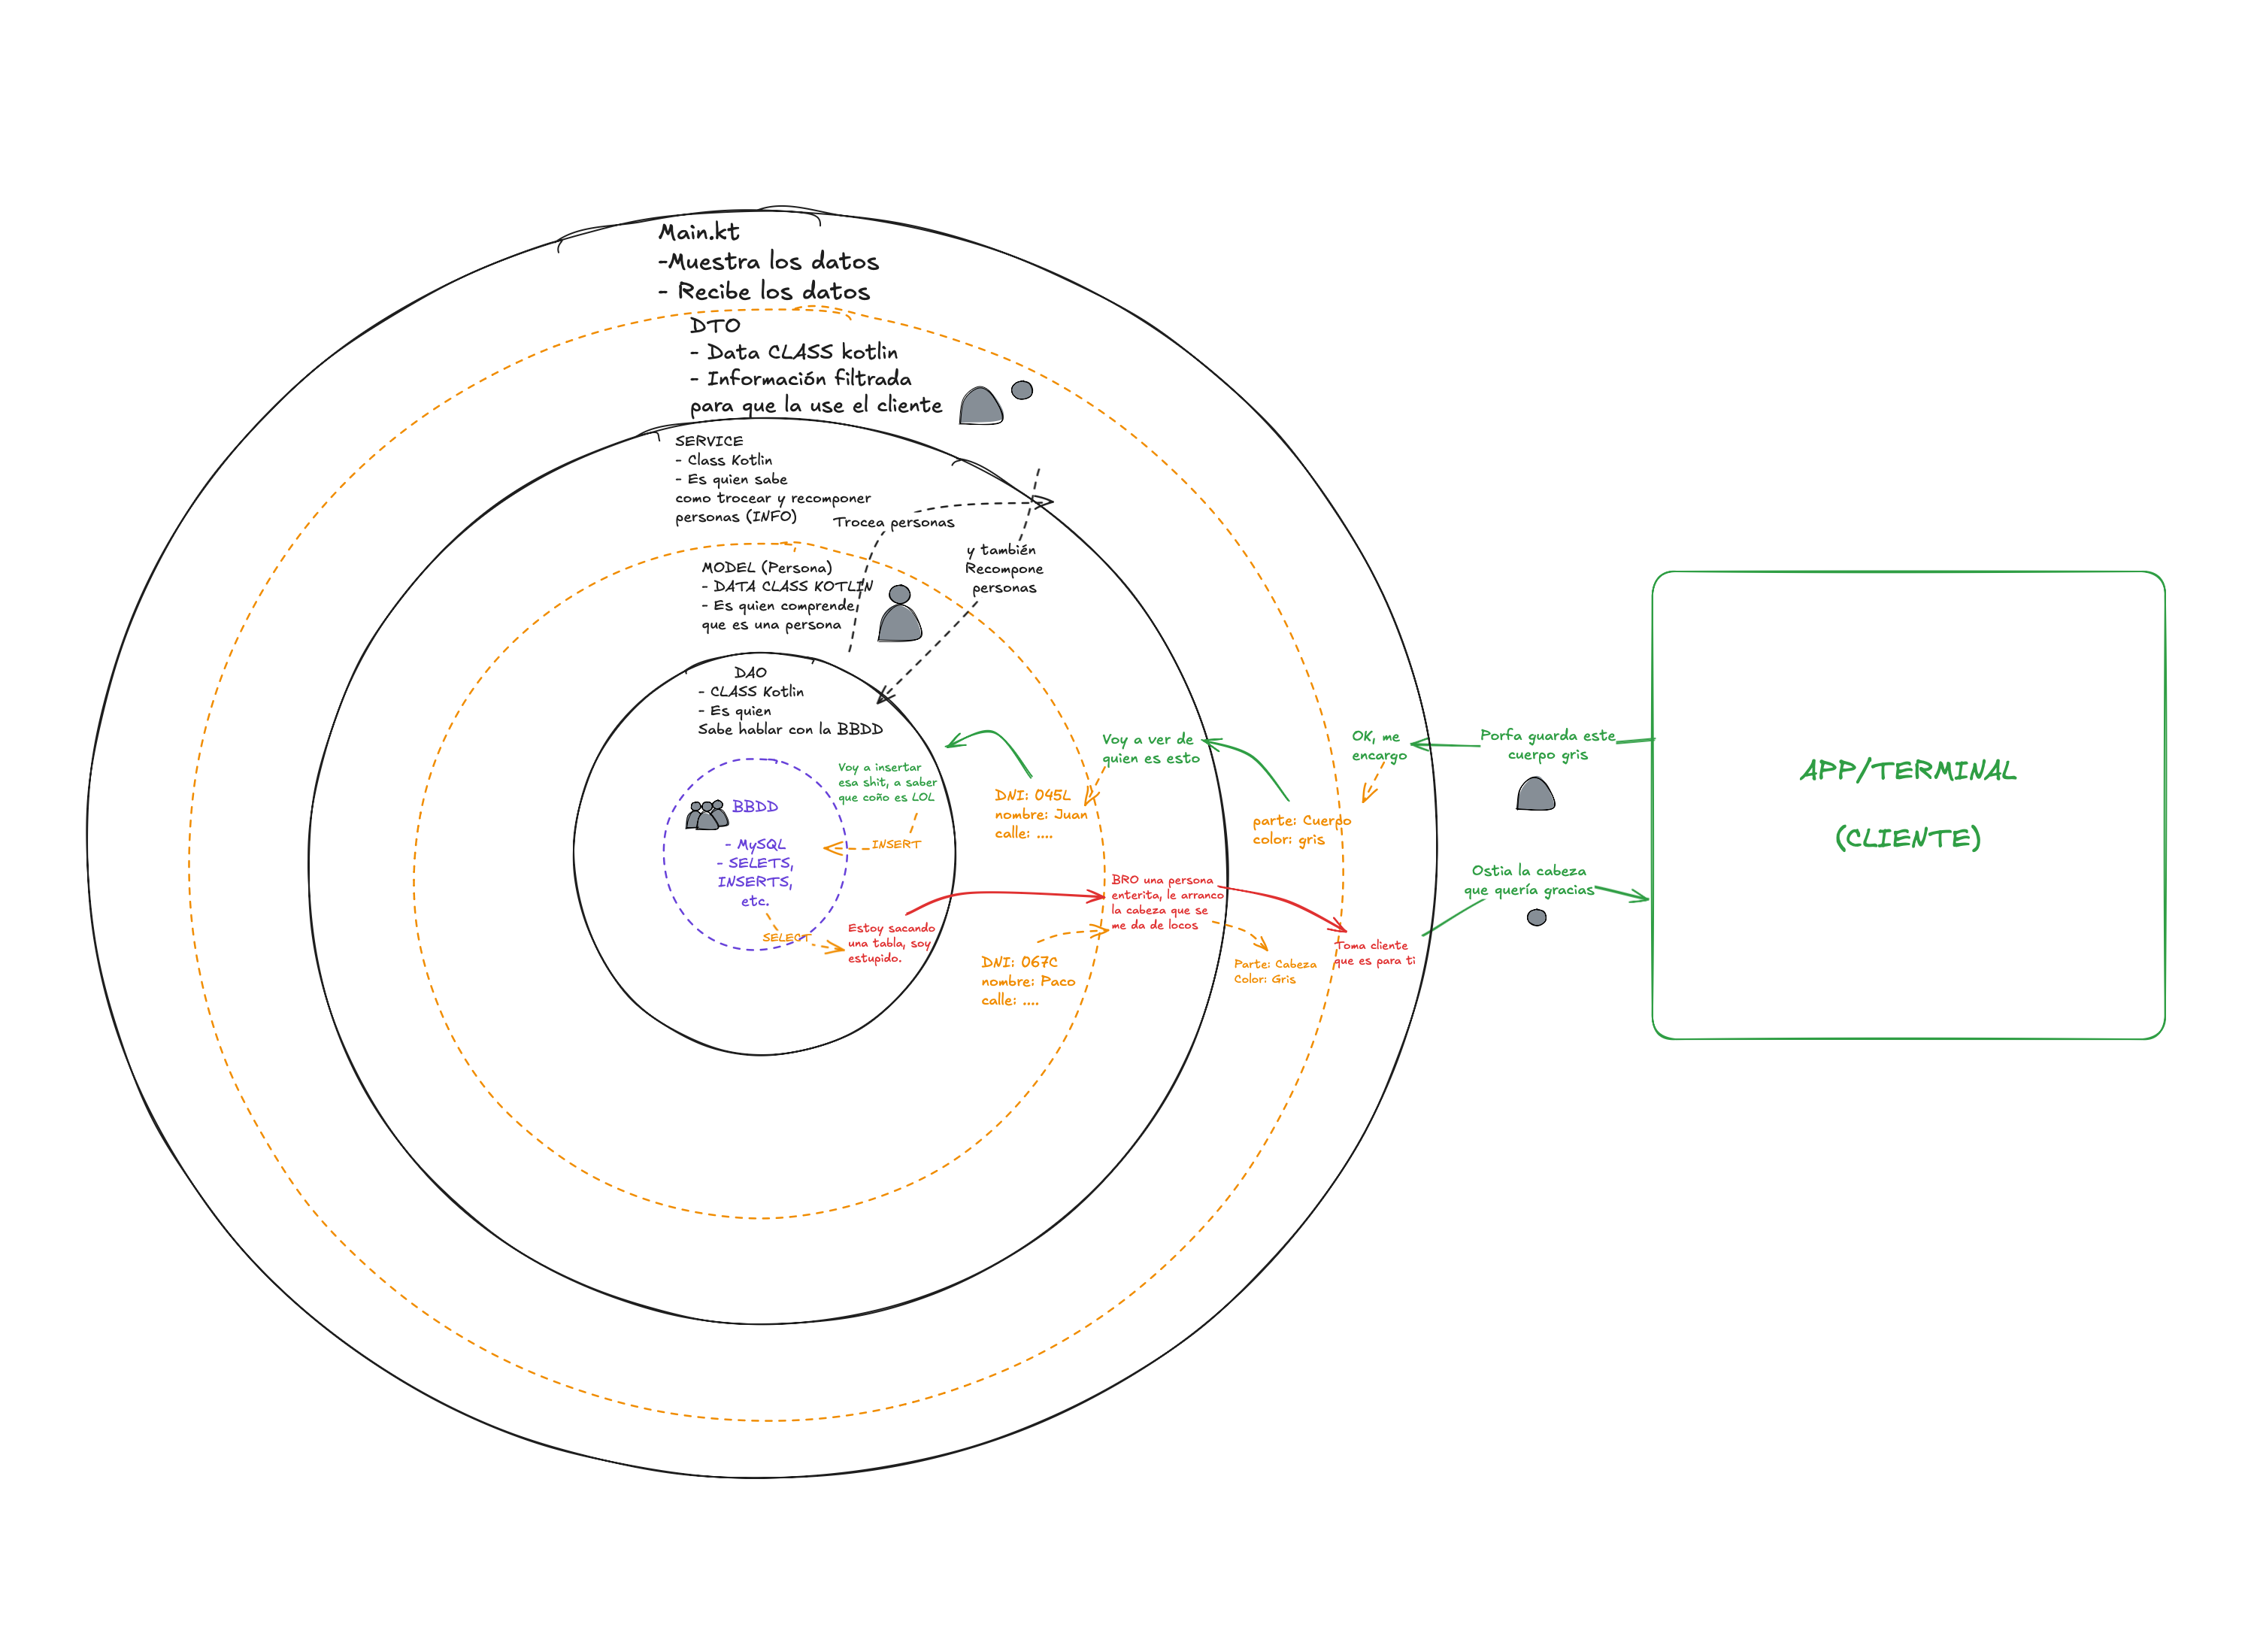 Main.kt
-Muestra los datos
- Recibe los datos
DTO
- Data CLASS kotlin
- Información filtrada
para que la use el cliente
SERVICE
- Class Kotlin
- Es quien sabe
como trocear y recomponer
personas (INFO)
Trocea personas
y también
Recompone
personas
MODEL (Persona)
- DATA CLASS KOTLIN
- Es quien comprende
que es una persona
DAO
- CLASS Kotlin
- Es quien
Sabe hablar con la BBDD
Voy a insertar
esa shit, a saber
que coño es LOL
INSERT
BBDD
- MySQL
- SELETS,
INSERTS,
etc.
SELECT
Estoy sacando
una tabla, soy
estupido.
DNI: 045L
nombre: Juan
calle: ....
Voy a ver de
quien es esto
parte: Cuerpo
color: gris
OK, me
encargo
Porfa guarda este
cuerpo gris
DNI: 067C
nombre: Paco
calle: ....
BRO una persona
enterita, le arranco
la cabeza que se
me da de locos
Parte: Cabeza
Color: Gris
Toma cliente
que es para ti
Ostia la cabeza
que quería gracias
APP/TERMINAL
(CLIENTE)